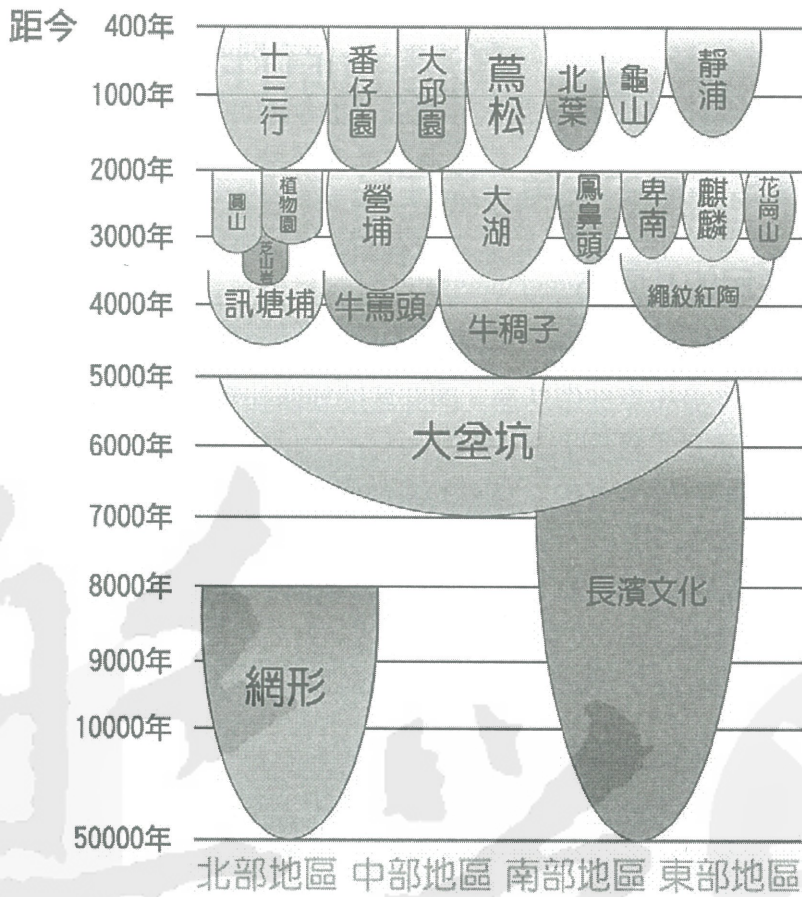 距今 400年
十三行 番仔園 大邱園 蔦松 北葉 龜山 靜浦
1000年
2000年
圓山 植物園 營埔 大湖 鳳鼻頭 卑南 麒麟 花崗山
3000年
芝山岩
4000年
訊塘埔 牛罵頭 牛稠子 繩紋紅陶
5000年
大坌坑
6000年
7000年
8000年
長濱文化
9000年
網形
10000年
50000年
北部地區 中部地區 南部地區 東部地區